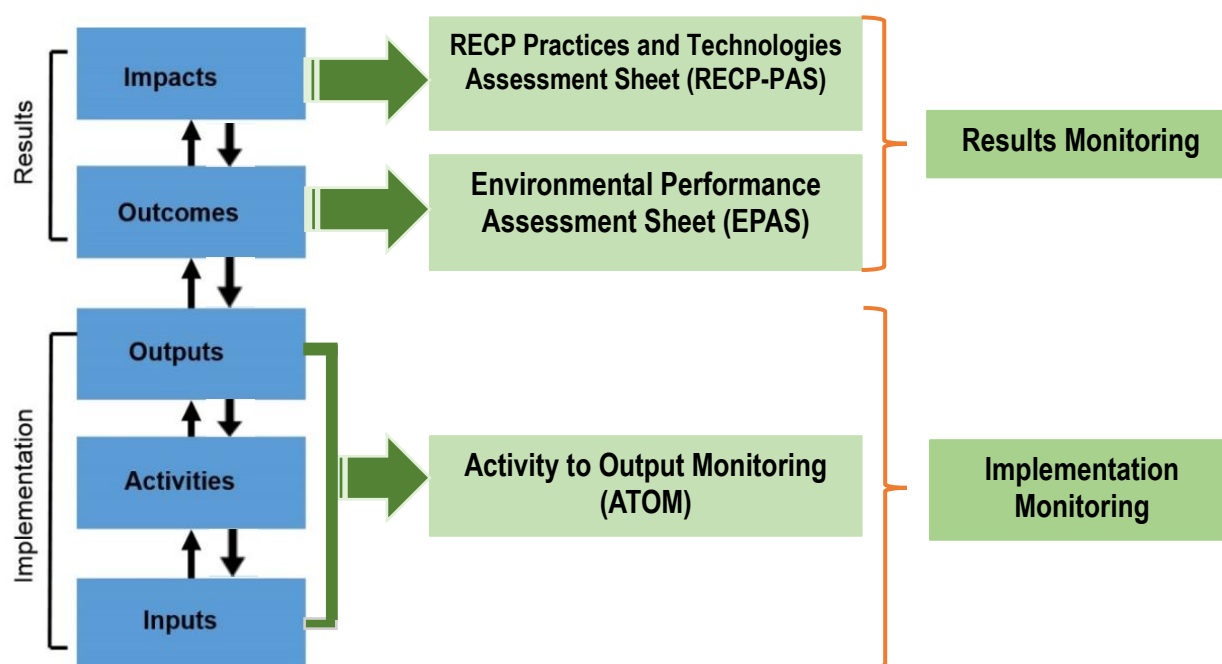 Results
Impacts
RECP Practices and Technologies
Assessment Sheet (RECP-PAS)
Results Monitoring
Outcomes
Environmental Performance
Assessment Sheet (EPAS)
Implementation
Outputs
Activities
Activity to Output Monitoring
(ATOM)
Implementation
Monitoring
Inputs